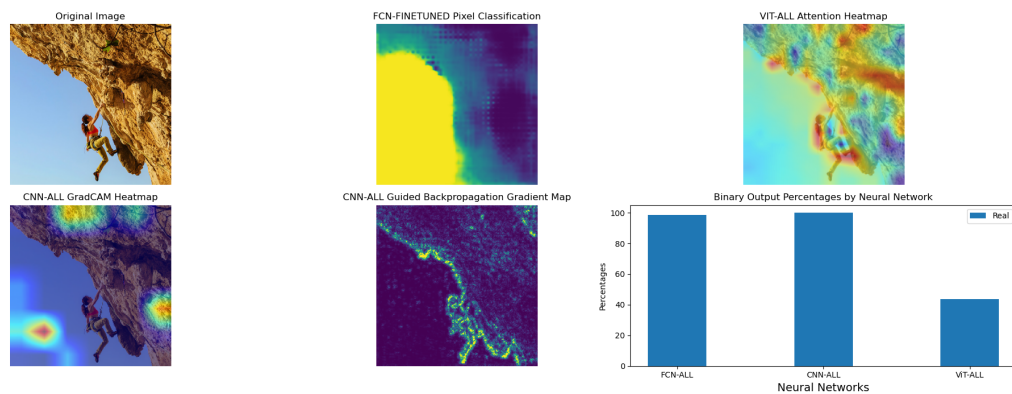 Original Image
FCN-FINETUNED Pixel Classification
VIT-ALL Attention Heatmap
CNN-ALL GradCAM Heatmap
CNN-ALL Guided Backpropagation Gradient Map
Binary Output Percentages by Neural Network
Real
100
80
60
40
20
0
Percentages
FCN-ALL
CNN-ALL
ViT-ALL
Neural Networks